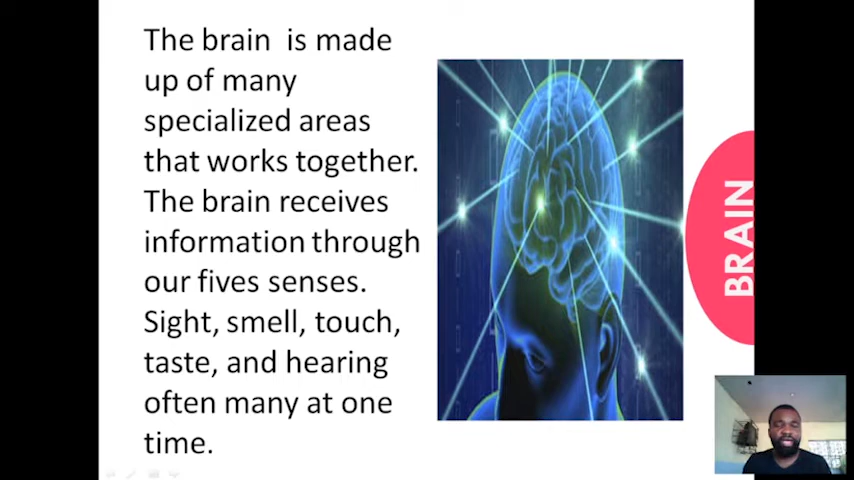 The brain  is made
up of many
specialized areas
that works together.
The brain receives
information through
our fives senses.
Sight, smell, touch,
taste, and hearing
often many at one
time.
BRAIN